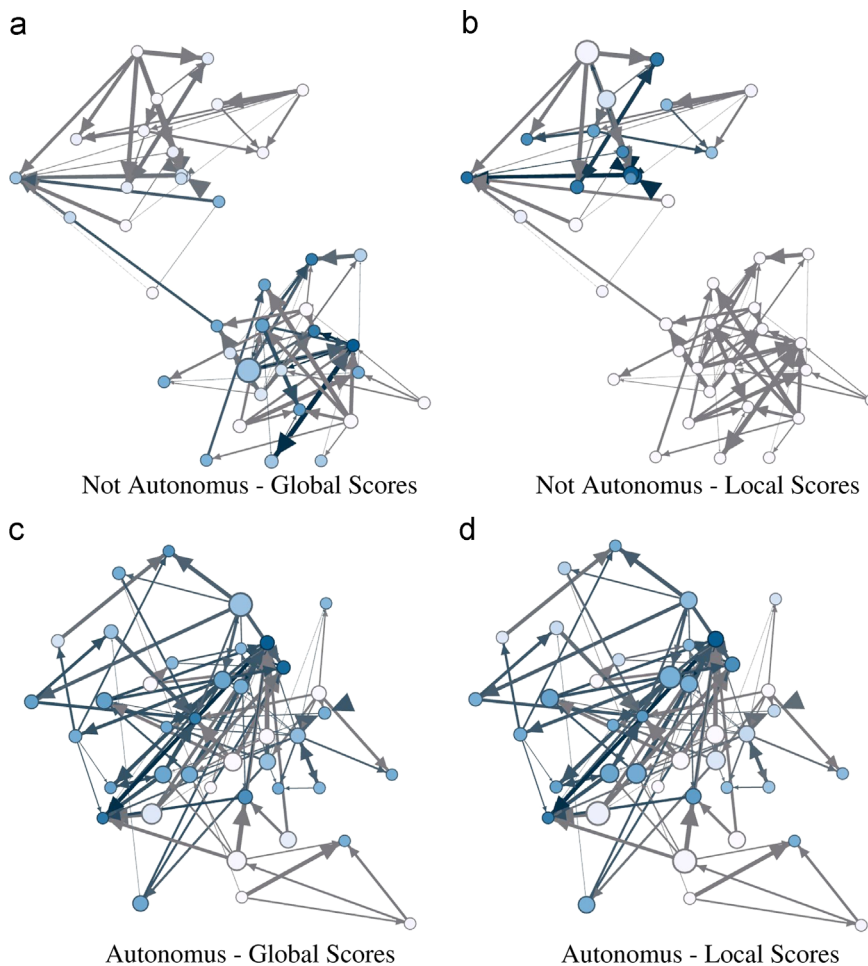 a
b
Not Autonomus - Global Scores
Not Autonomus - Local Scores
c
d
Autonomus - Global Scores
Autonomus - Local Scores